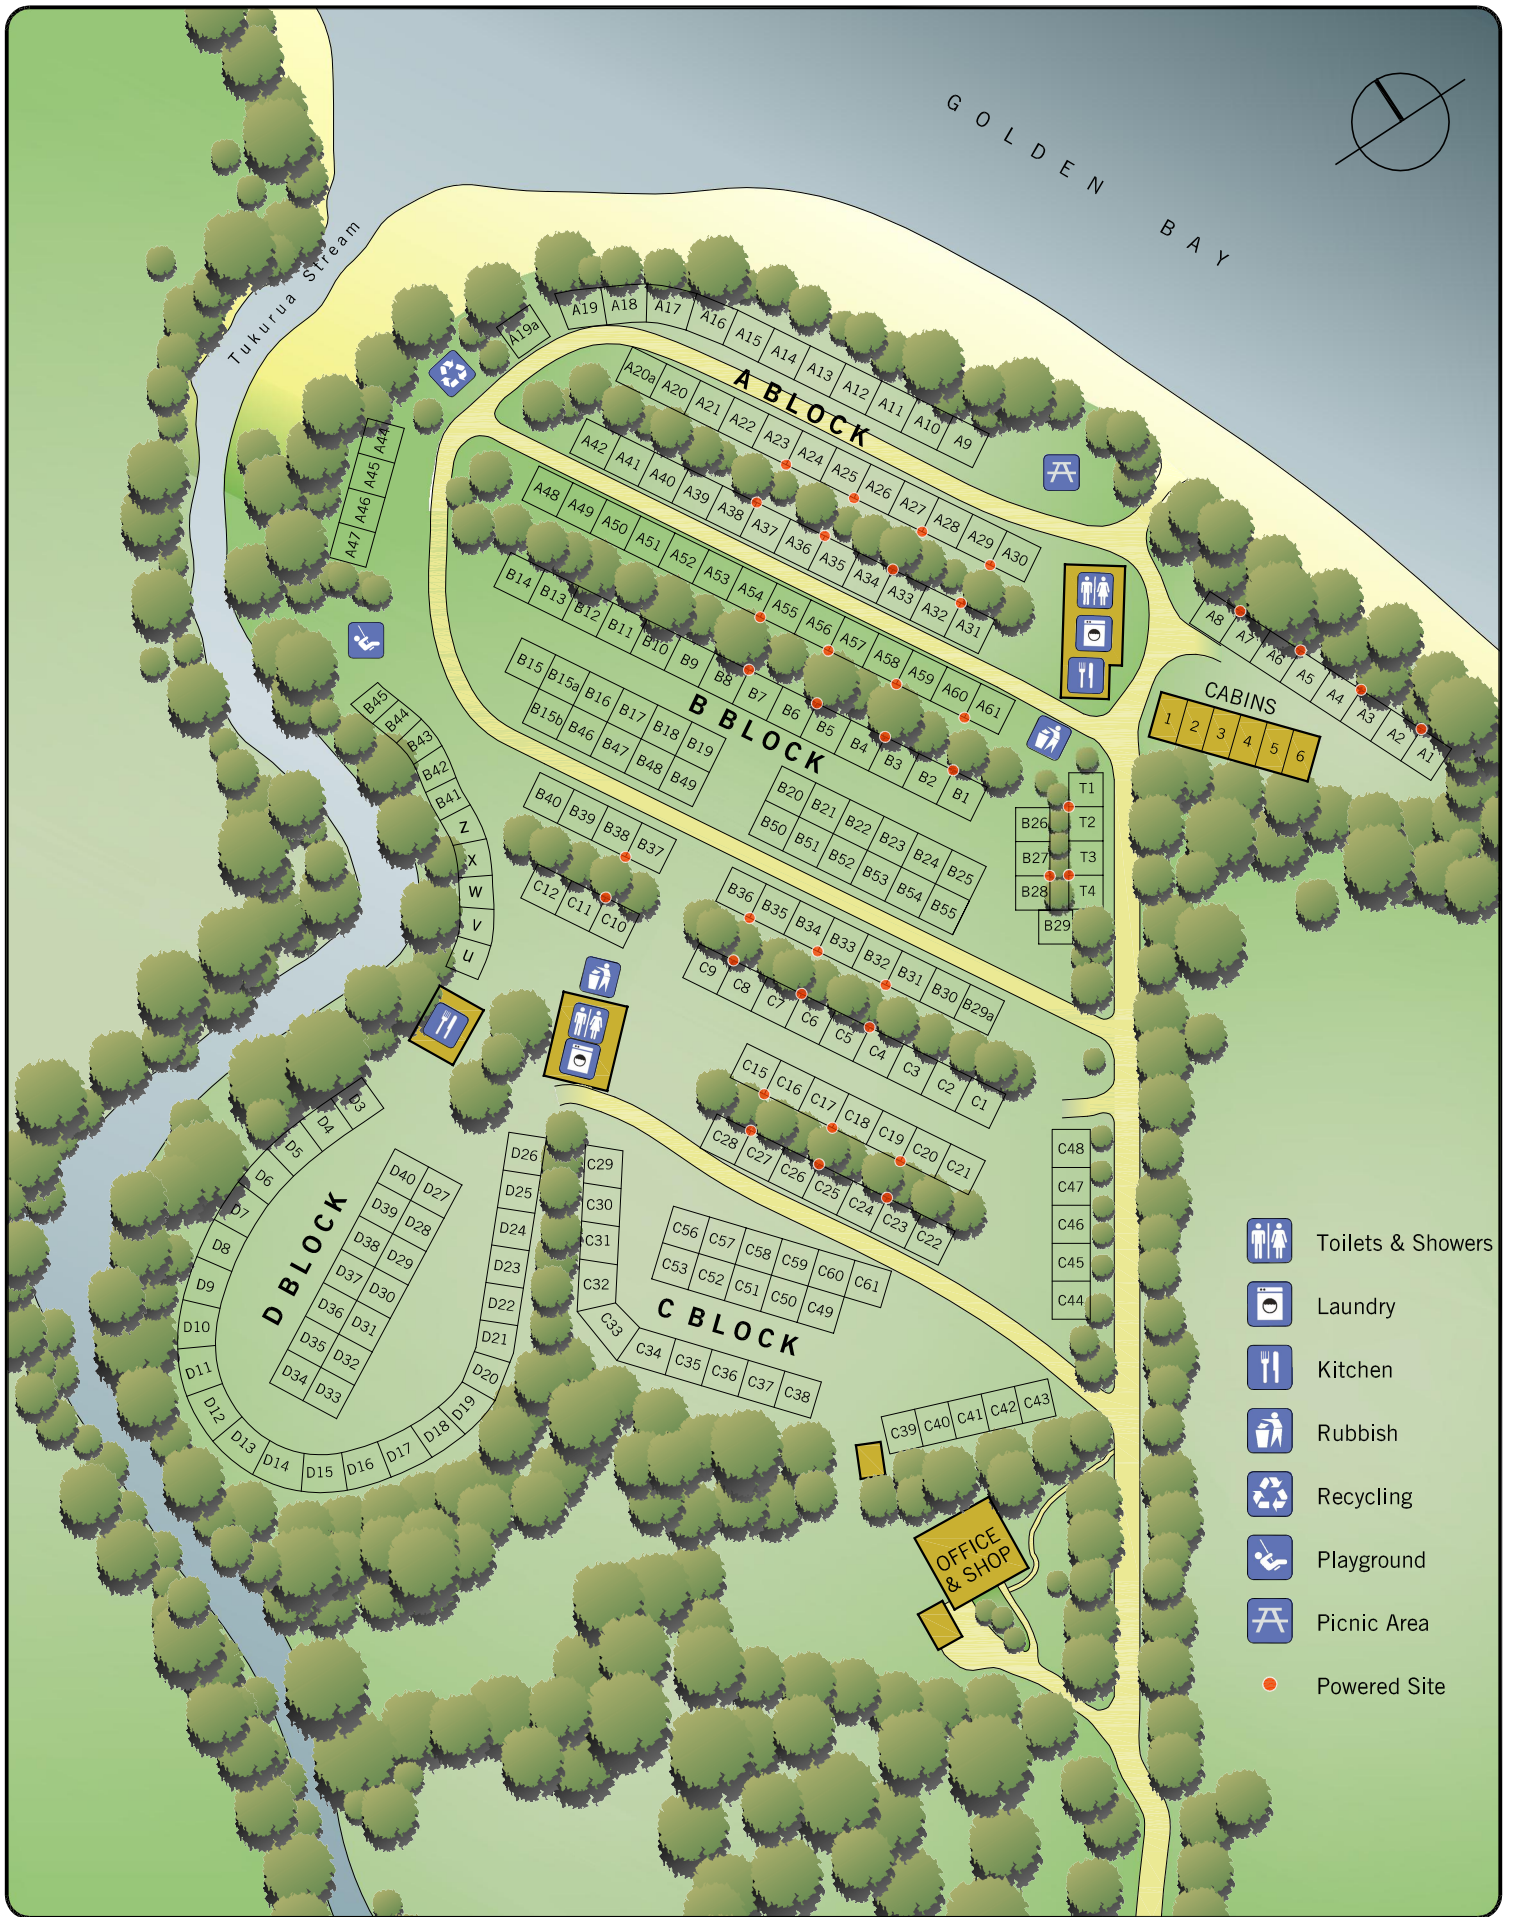 GOLDEN BAY
Tukurua Stream
A19a
A19
A18
A17
A16
A15
A14
A13
A12
A11
A10
A9
A BLOCK
A20a
A20
A21
A22
A23
A24
A25
A26
A27
A28
A29
A30
A42
A41
A40
A39
A38
A37
A36
A35
A34
A33
A32
A31
A44
A45
A46
A47
A48
A49
A50
A51
A52
A53
A54
A55
A56
A57
A58
A59
A60
A61
A8
A7
A6
A5
A4
A3
A2
A1
CABINS
1
2
3
4
5
6
B14
B13
B12
B11
B10
B9
B8
B7
B6
B5
B4
B3
B2
B1
B BLOCK
B15
B15a
B16
B17
B18
B19
B15b
B46
B47
B48
B49
B45
B44
B43
B42
B41
Z
X
W
V
U
B40
B39
B38
B37
B20
B21
B22
B23
B24
B25
B50
B51
B52
B53
B54
B55
T1
B26
T2
B27
T3
B28
T4
B29
C12
C11
C10
B36
B35
B34
B33
B32
B31
B30
B29a
C9
C8
C7
C6
C5
C4
C3
C2
C1
C15
C16
C17
C18
C19
C20
C21
C28
C27
C26
C25
C24
C23
C22
C48
C47
C46
C45
C44
D3
D4
D5
D6
D7
D8
D9
D10
D11
D12
D13
D14
D15
D16
D17
D18
D19
D20
D21
D22
D23
D24
D25
D26
D BLOCK
D40
D27
D39
D28
D38
D29
D37
D30
D36
D31
D35
D32
D34
D33
C29
C30
C31
C32
C33
C34
C35
C36
C37
C38
C56
C57
C58
C59
C60
C61
C53
C52
C51
C50
C49
C BLOCK
C39
C40
C41
C42
C43
OFFICE
& SHOP
Toilets & Showers
Laundry
Kitchen
Rubbish
Recycling
Playground
Picnic Area
Powered Site